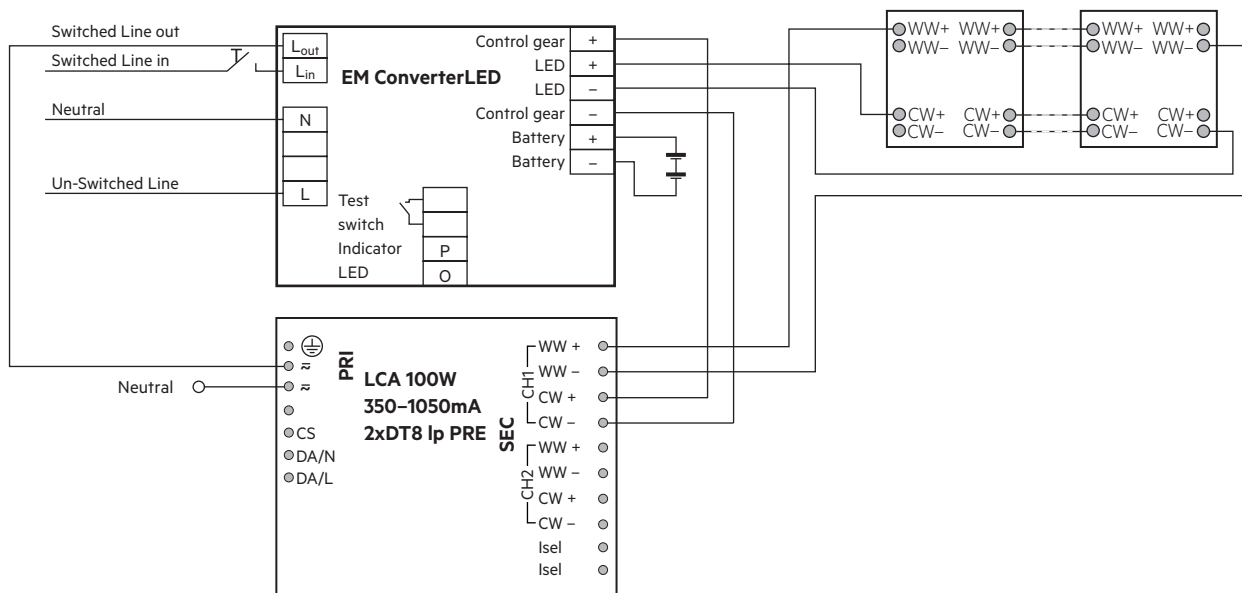 Switched Line out
Switched Line in
Neutral
Un-Switched Line
Lout
Lin
N
L
EM ConverterLED
Control gear +
LED +
LED –
Control gear –
Battery +
Battery –
Test
switch
Indicator
LED
P
O
WW+ WW+
WW– WW–
CW+ CW+
CW– CW–
WW+ WW+
WW– WW–
CW+ CW+
CW– CW–
Neutral
PRI
CS
DA/N
DA/L
LCA 100W
350–1050mA
2xDT8 lp PRE
SEC
CH1
WW +
WW –
CW +
CW –
CH2
WW +
WW –
CW +
CW –
Isel
Isel